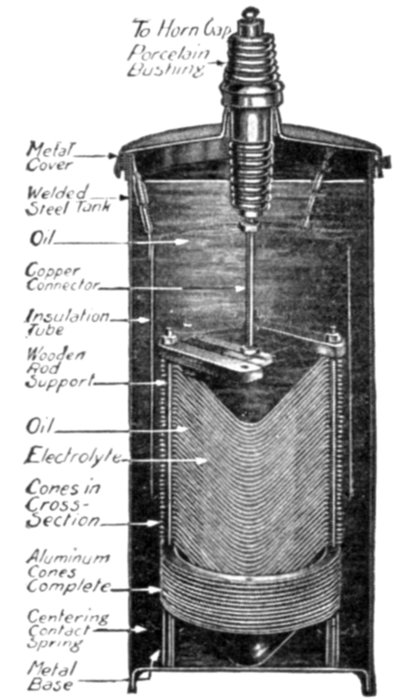 To Horn Gap
Porcelain
Bushing
Metal
Cover
Welded
Steel Tank
Oil
Copper
Connector
Insulation
Tube
Wooden
Rod
Support
Oil
Electrolyte
Cones in
Cross-
Section
Aluminum
Cones
Complete
Centering
Contact
Spring
Metal
Base